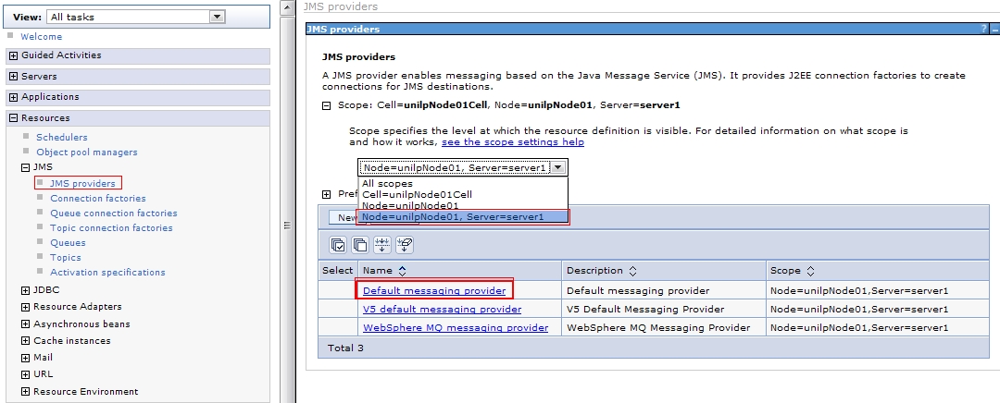 View: All tasks
Welcome
Guided Activities
Servers
Applications
Resources
Schedulers
Object pool managers
JMS
JMS providers
Connection factories
Queue connection factories
Topic connection factories
Queues
Topics
Activation specifications
JDBC
Resource Adapters
Asynchronous beans
Cache instances
Mail
URL
Resource Environment
JMS providers
JMS providers ?
JMS providers
A JMS provider enables messaging based on the Java Message Service (JMS). It provides J2EE connection factories to create
connections for JMS destinations.
Scope: Cell=unilpNode01Cell, Node=unilpNode01, Server=server1
Scope specifies the level at which the resource definition is visible. For detailed information on what scope is
and how it works, see the scope settings help
Node=unilpNode01, Server=server1
All scopes
Cell=unilpNode01Cell
Node=unilpNode01
Node=unilpNode01, Server=server1
Pref
New
Select Name Description Scope
Default messaging provider Default messaging provider Node=unilpNode01,Server=server1
V5 default messaging provider V5 Default Messaging Provider Node=unilpNode01,Server=server1
WebSphere MQ messaging provider WebSphere MQ Messaging Provider Node=unilpNode01,Server=server1
Total 3